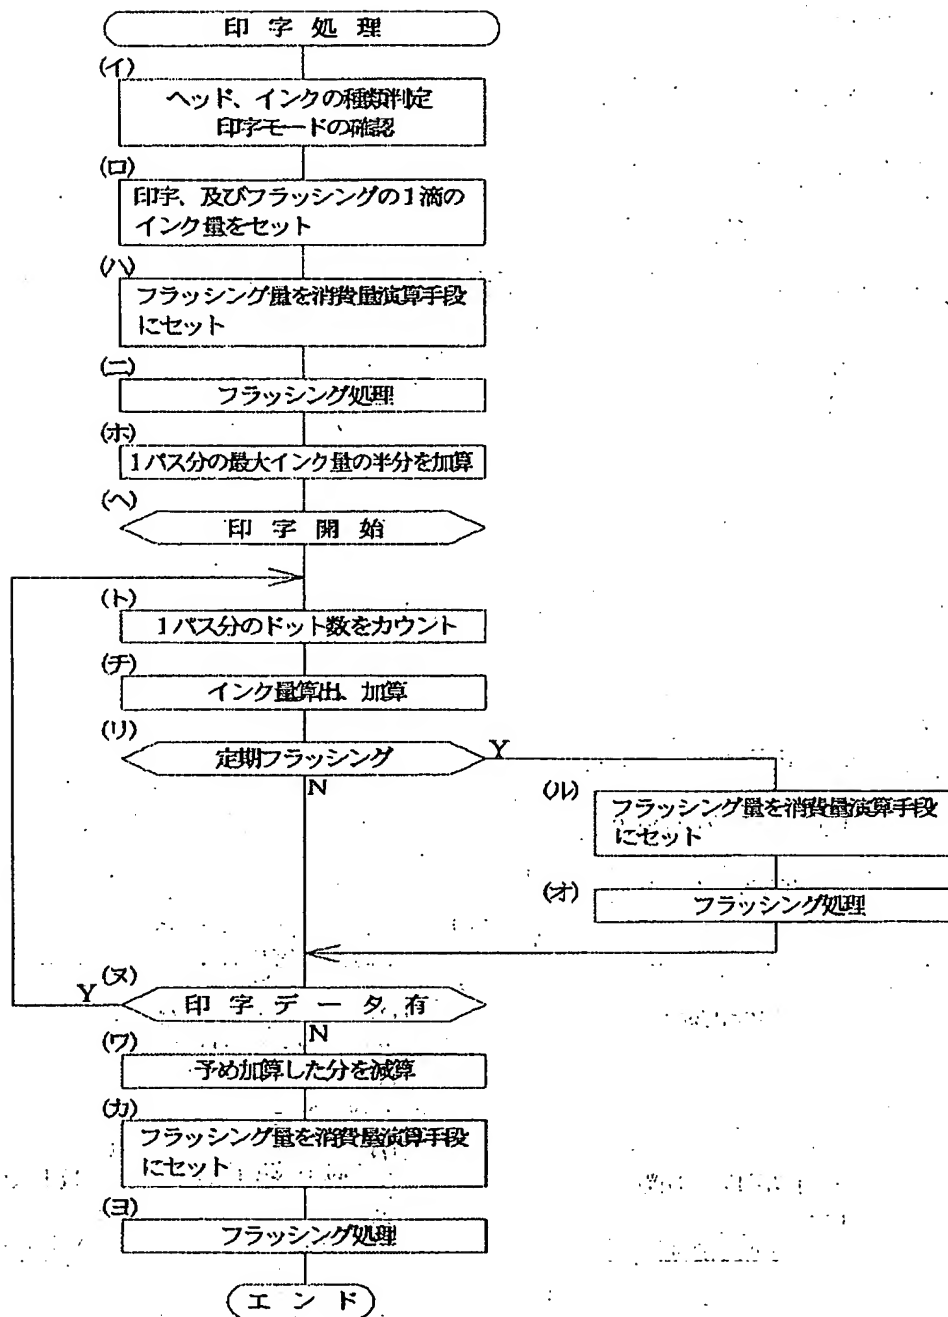 印字処理
(イ)
ヘッド、インクの種類判定
印字モードの確認
(ロ)
印字、及びフラッシングの1滴の
インク量をセット
(ハ)
フラッシング量を消費量演算手段
にセット
(ニ)
フラッシング処理
(ホ)
1パス分の最大インク量の半分を加算
(ヘ)
印字開始
(ト)
1パス分のドット数をカウント
(チ)
インク量算出、加算
(リ)
定期フラッシング
Y
N
(ル)
フラッシング量を消費量演算手段
にセット
(オ)
フラッシング処理
(ヌ)
Y
印字データ有
N
(ワ)
予め加算した分を減算
(カ)
フラッシング量を消費量演算手段
にセット
(ヨ)
フラッシング処理
エンド